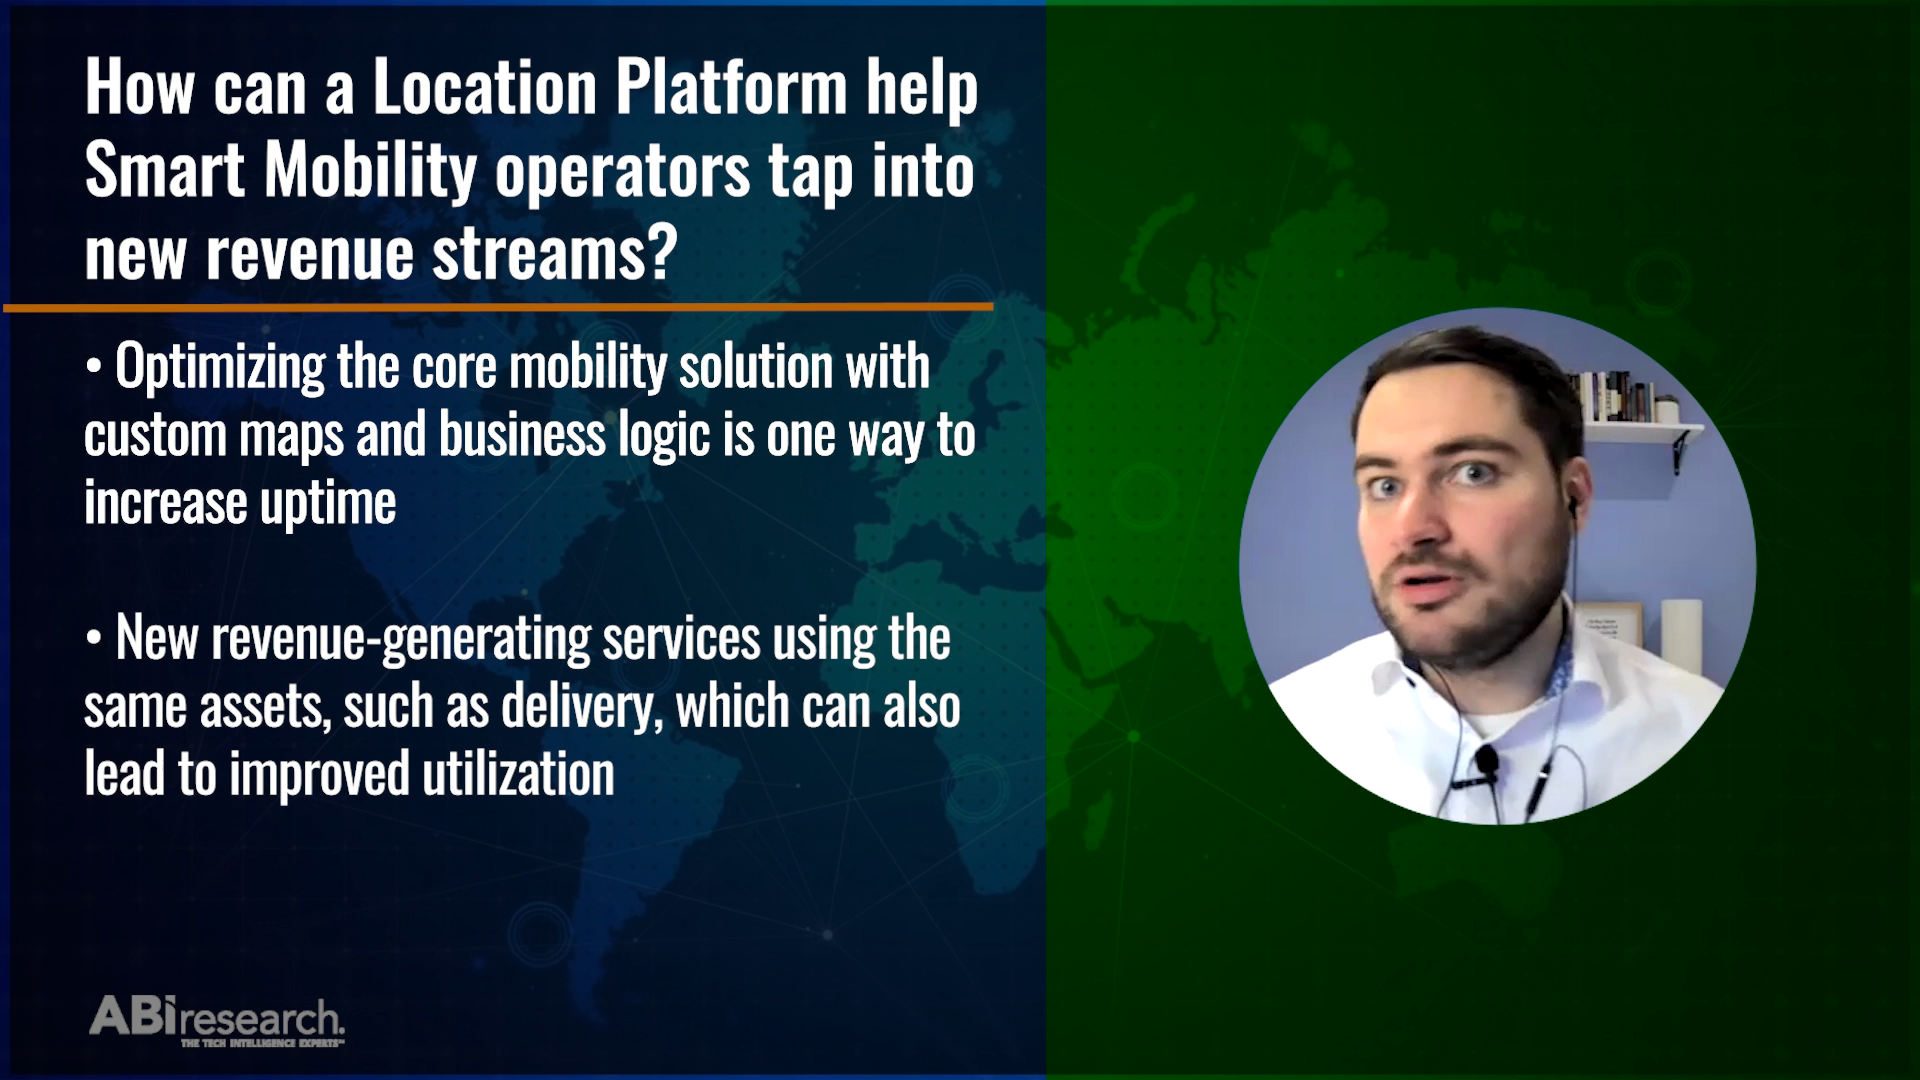 How can a Location Platform help
Smart Mobility operators tap into
new revenue streams?
• Optimizing the core mobility solution with
custom maps and business logic is one way to
increase uptime
• New revenue-generating services using the
same assets, such as delivery, which can also
lead to improved utilization
ABiresearch.
THE TECH INTELLIGENCE EXPERTS℠